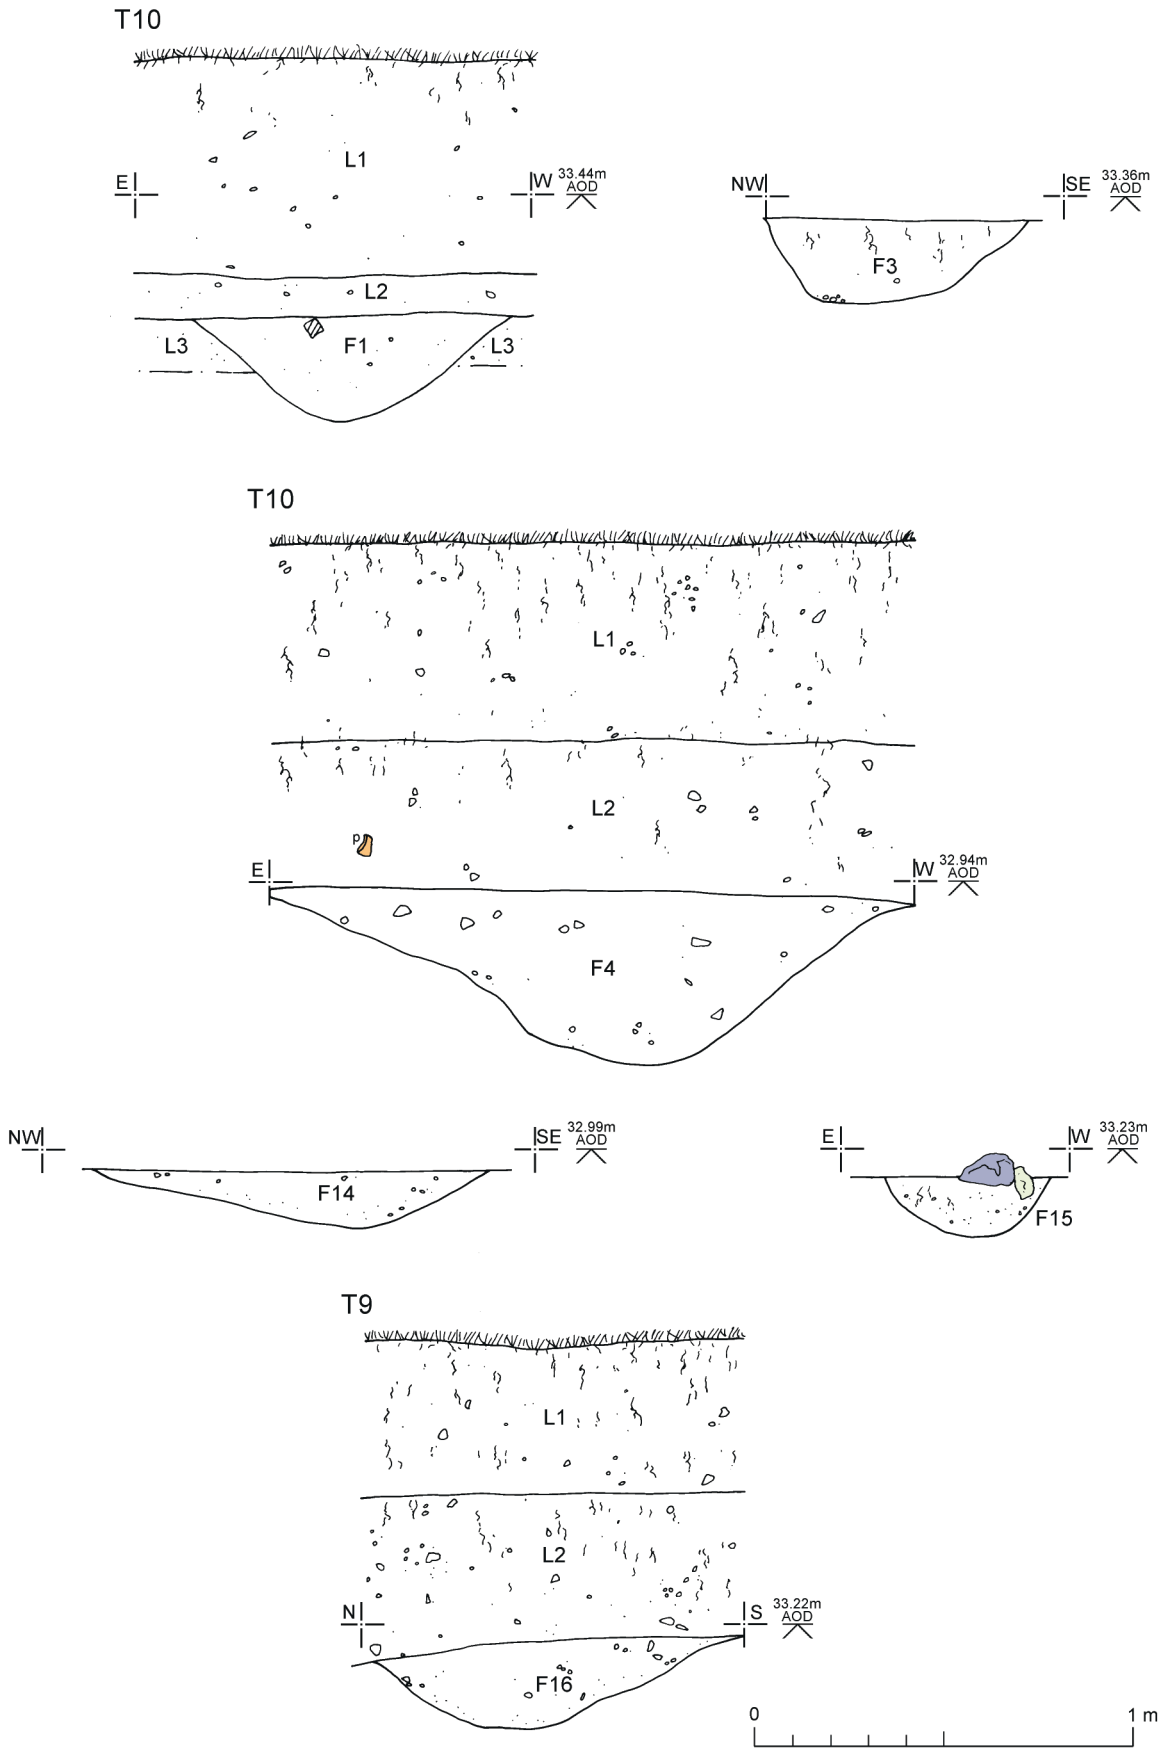 T10
L1
E
W 33.44m
AOD
NW
SE 33.36m
AOD
F3
L2
L3 F1 L3
T10
L1
L2
p
E
W 32.94m
AOD
F4
NW
SE 32.99m
AOD
F14
E
W 33.23m
AOD
F15
T9
L1
L2
N
S 33.22m
AOD
F16
0 1 m